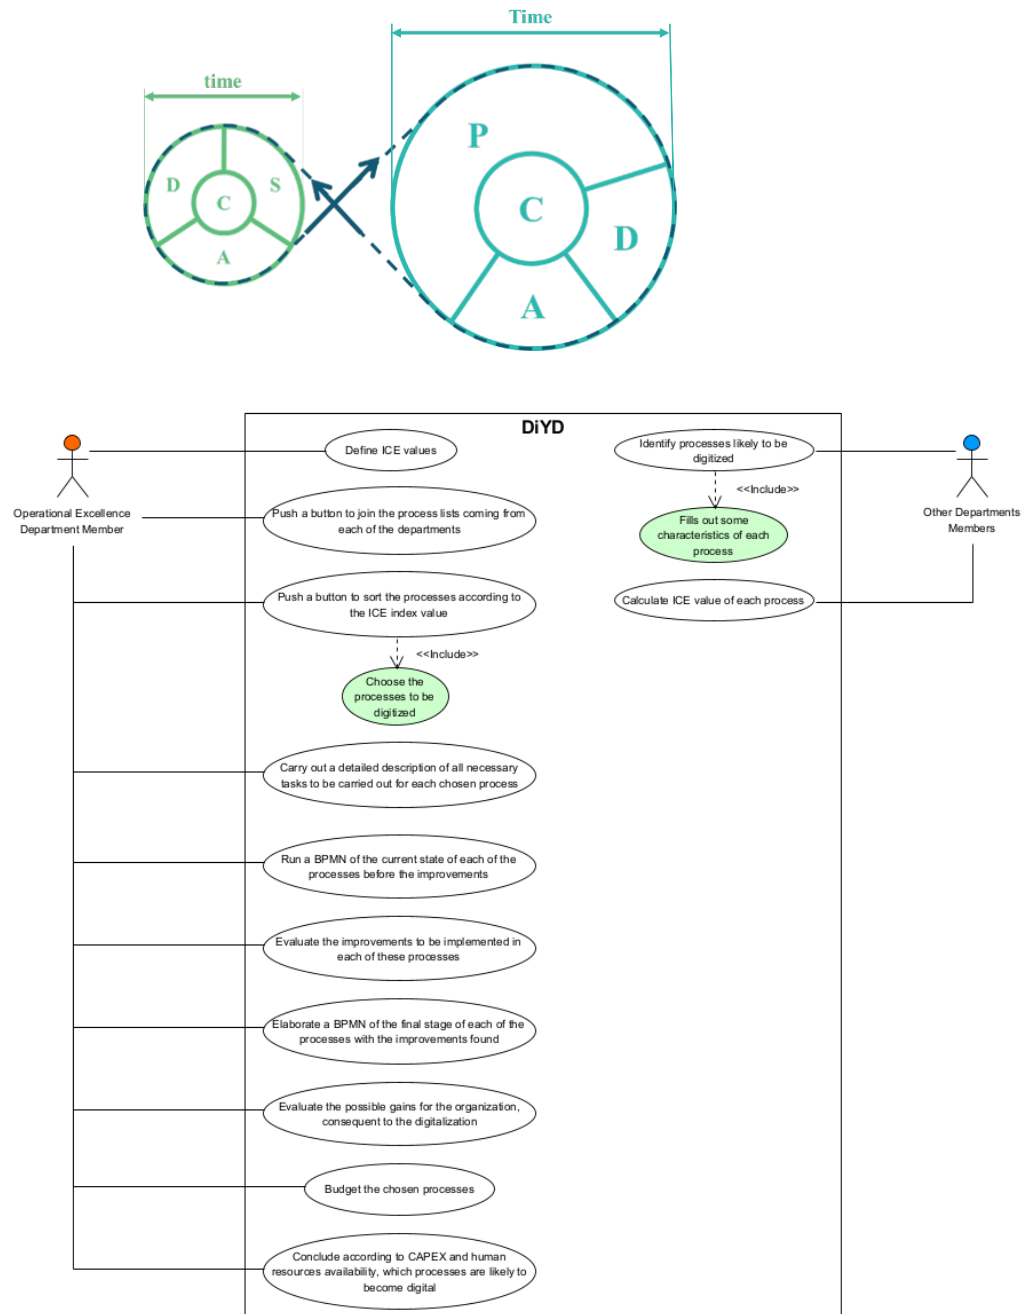 Time
time
P
D
S
C
C
D
A
A
DiYD
Define ICE values
Identify processes likely to be
digitized
<<Include>>
Operational Excellence
Department Member
Push a button to join the process lists coming from
each of the departments
Fills out some
characteristics of each
process
Other Departments
Members
Push a button to sort the processes according to
the ICE index value
Calculate ICE value of each process
<<Include>>
Choose the
processes to be
digitized
Carry out a detailed description of all necessary
tasks to be carried out for each chosen process
Run a BPMN of the current state of each of the
processes before the improvements
Evaluate the improvements to be implemented in
each of these processes
Elaborate a BPMN of the final stage of each of the
processes with the improvements found
Evaluate the possible gains for the organization,
consequent to the digitalization
Budget the chosen processes
Conclude according to CAPEX and human
resources availability, which processes are likely to
become digital